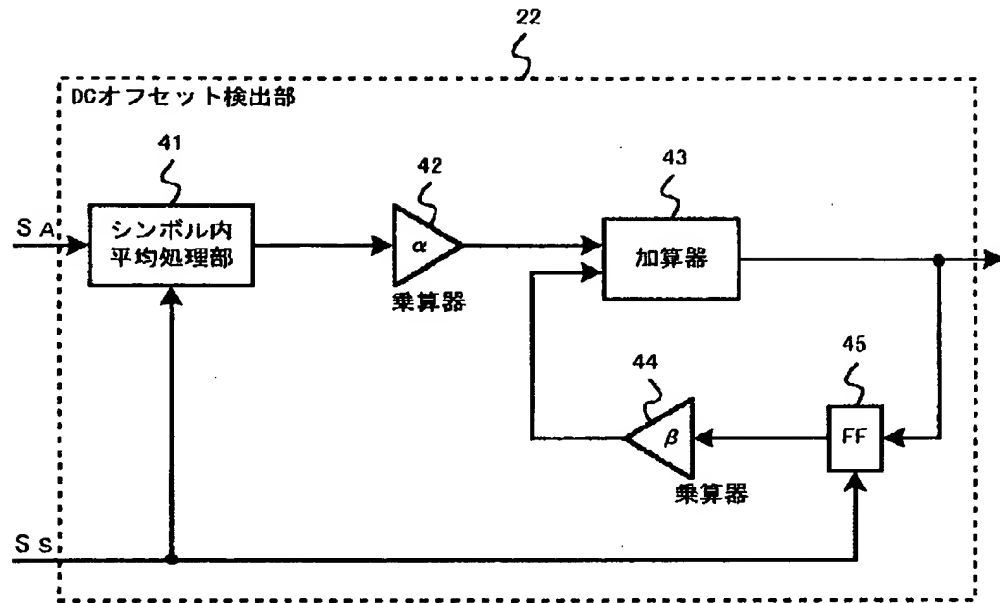 22
DCオフセット検出部
41
42
43
SA
シンボル内
平均処理部
α
加算器
乗算器
44
45
β
FF
乗算器
SS